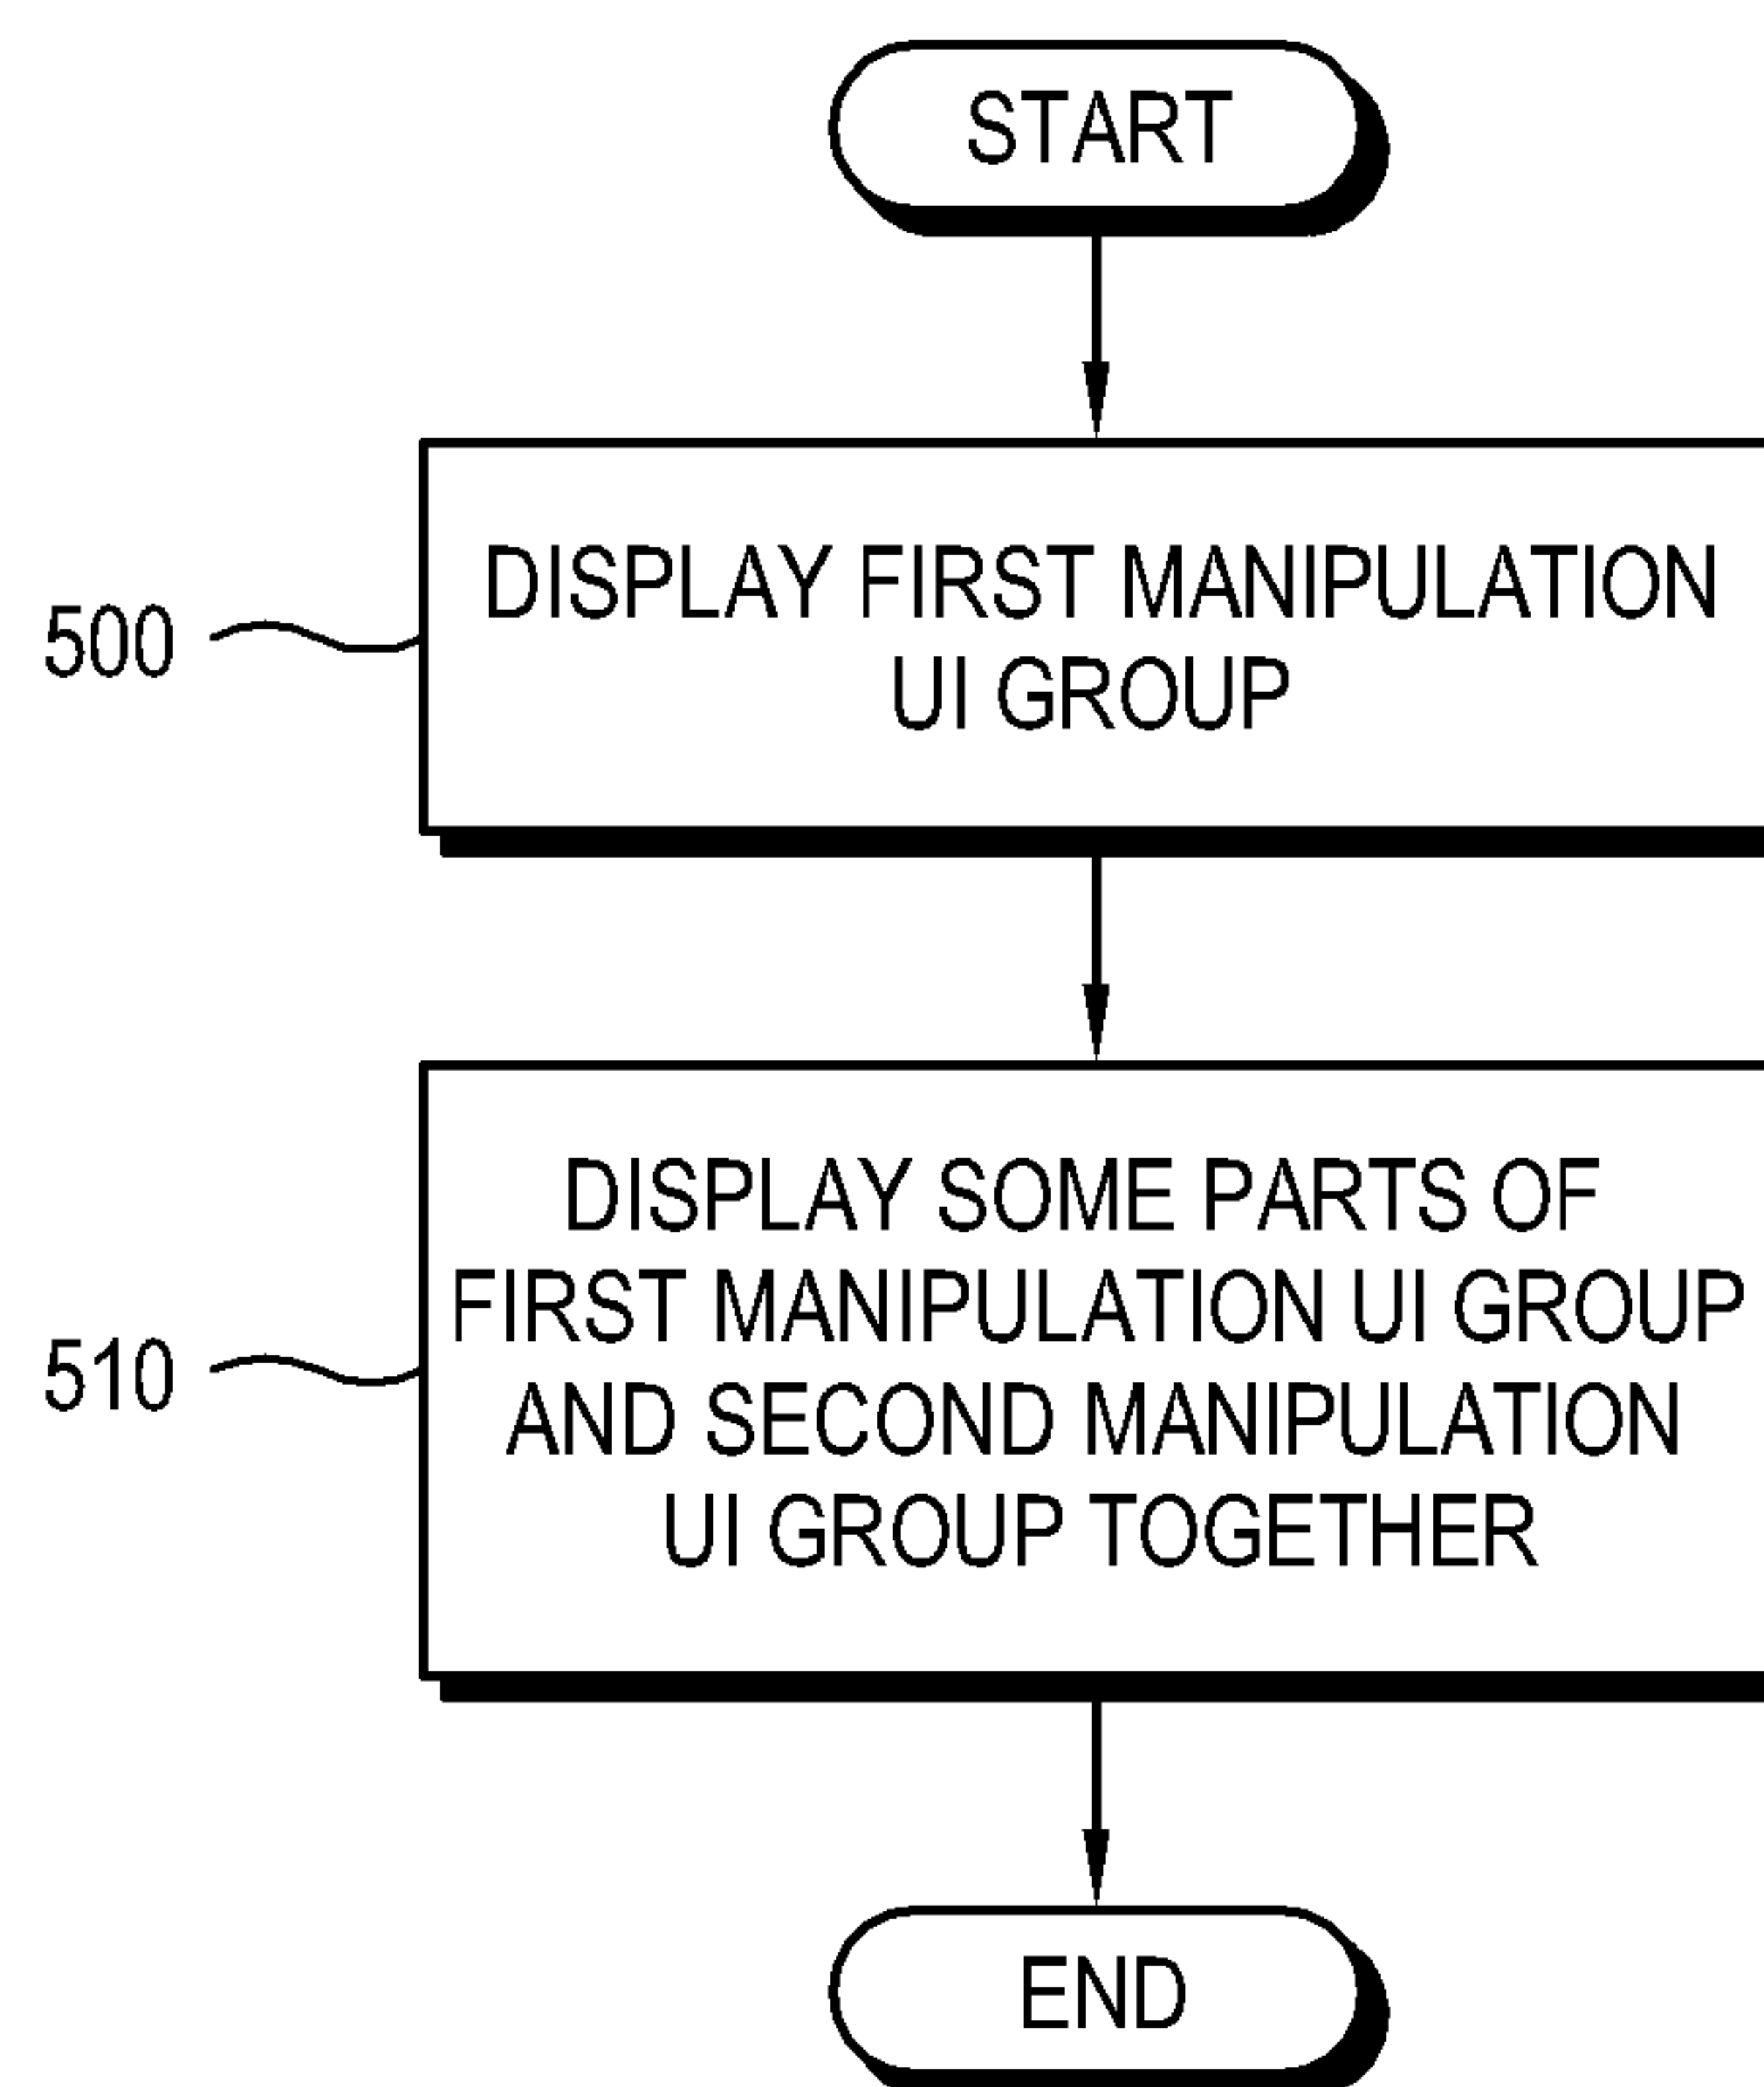 START
DISPLAY FIRST MANIPULATION
UI GROUP
500
DISPLAY SOME PARTS OF
FIRST MANIPULATION UI GROUP
AND SECOND MANIPULATION
UI GROUP TOGETHER
510
END